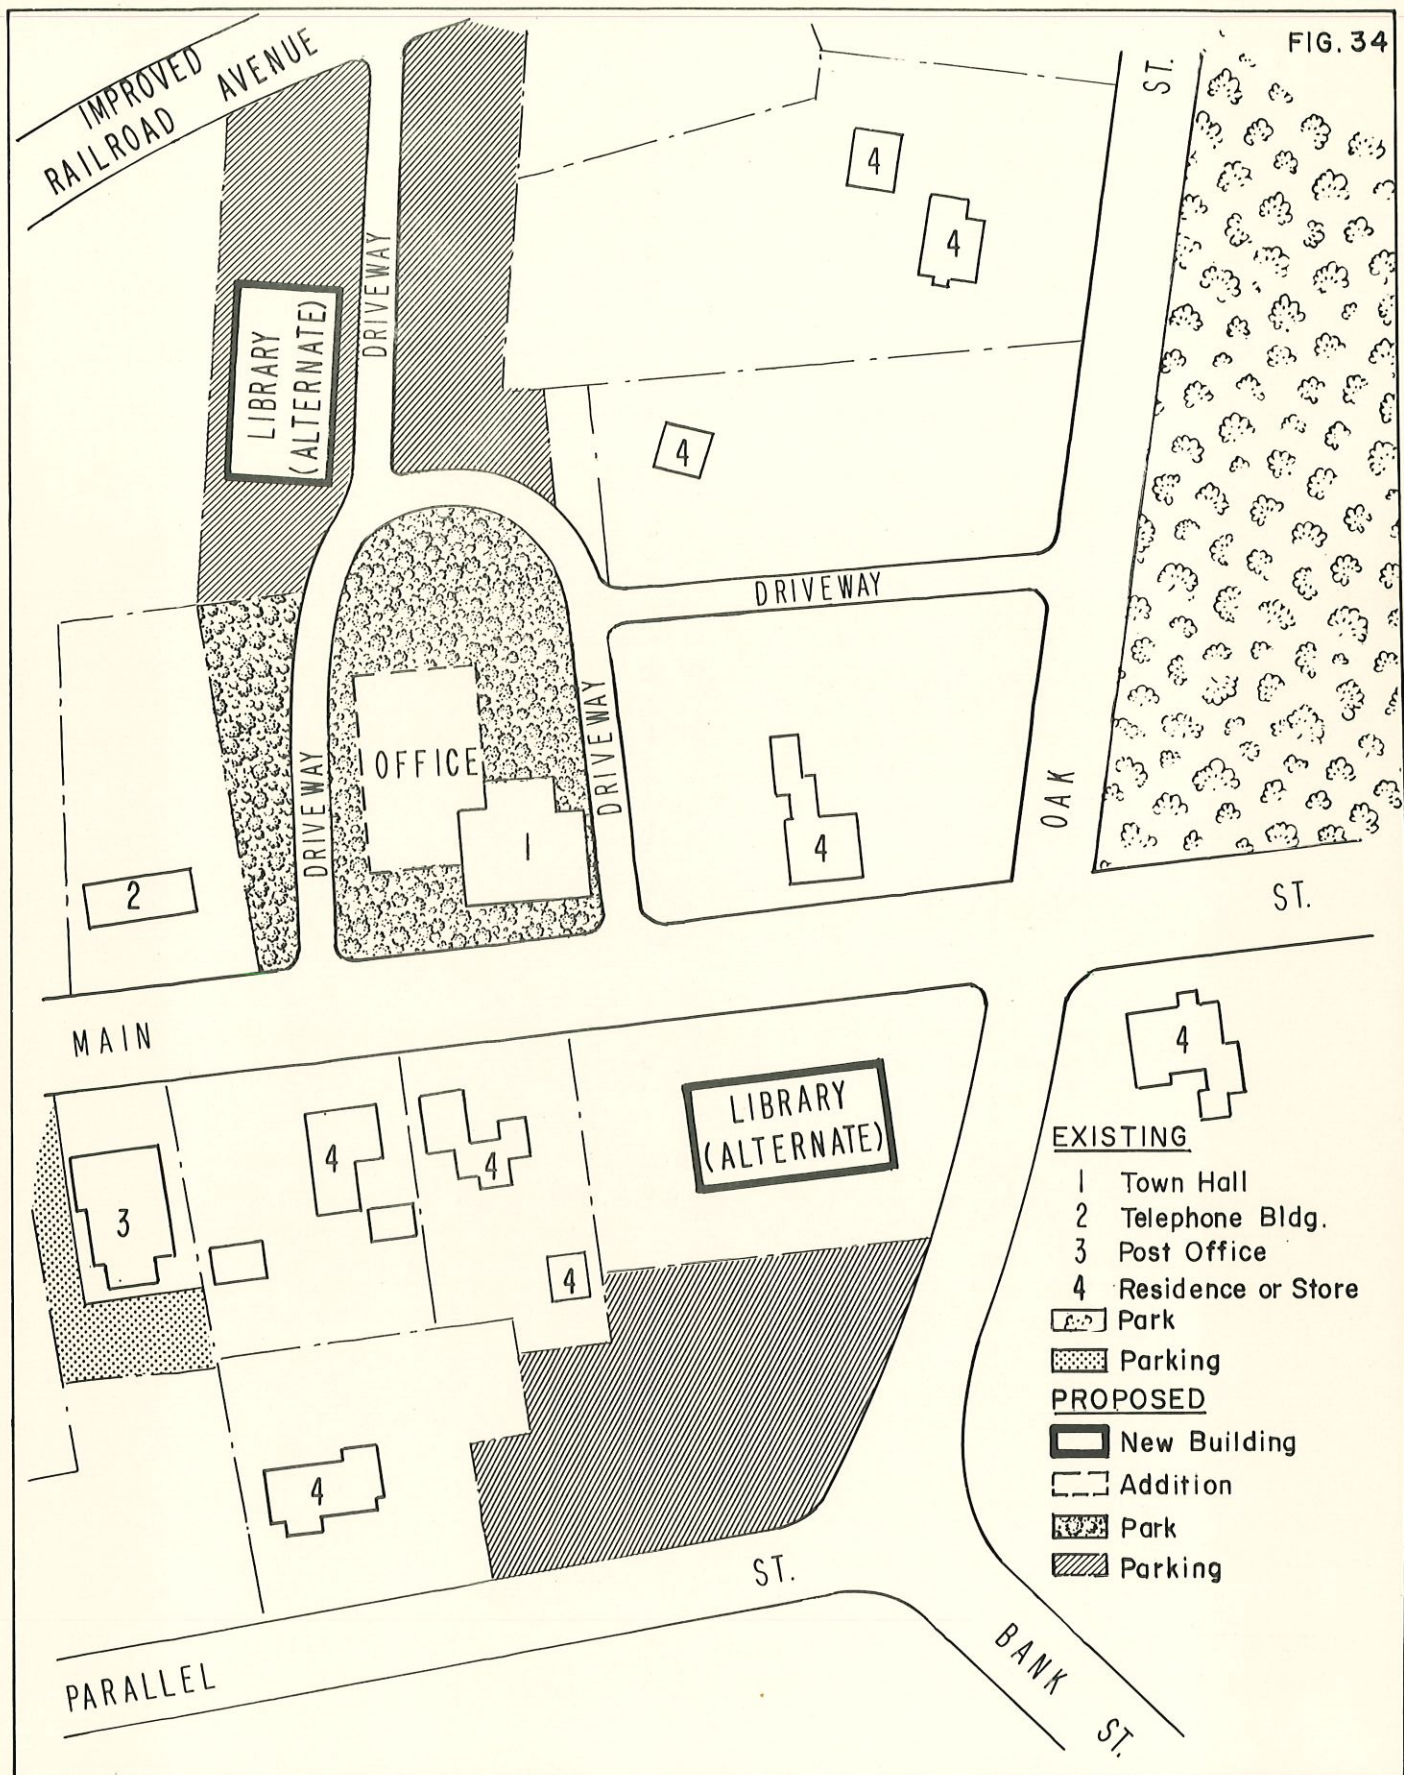 FIG. 34
IMPROVED
RAILROAD AVENUE
ST.
4
4
DRIVEWAY
LIBRARY
(ALTERNATE)
4
DRIVEWAY
OFFICE
DRIVEWAY
DRIVEWAY
OAK
1
4
2
ST.
MAIN
4
LIBRARY
(ALTERNATE)
4
4
3
4
4
ST.
PARALLEL
BANK
ST.
EXISTING
1 Town Hall
2 Telephone Bldg.
3 Post Office
4 Residence or Store
Park
Parking
PROPOSED
New Building
Addition
Park
Parking